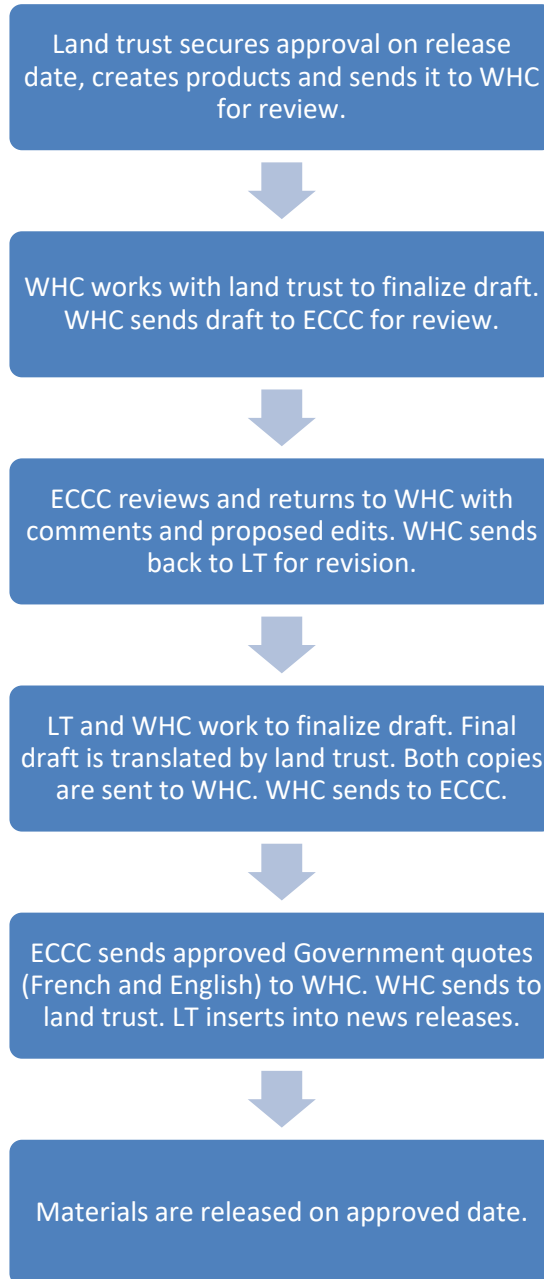 Land trust secures approval on release
date, creates products and sends it to WHC
for review.
WHC works with land trust to finalize draft.
WHC sends draft to ECCC for review.
ECCC reviews and returns to WHC with
comments and proposed edits. WHC sends
back to LT for revision.
LT and WHC work to finalize draft. Final
draft is translated by land trust. Both copies
are sent to WHC. WHC sends to ECCC.
ECCC sends approved Government quotes
(French and English) to WHC. WHC sends to
land trust. LT inserts into news releases.
Materials are released on approved date.